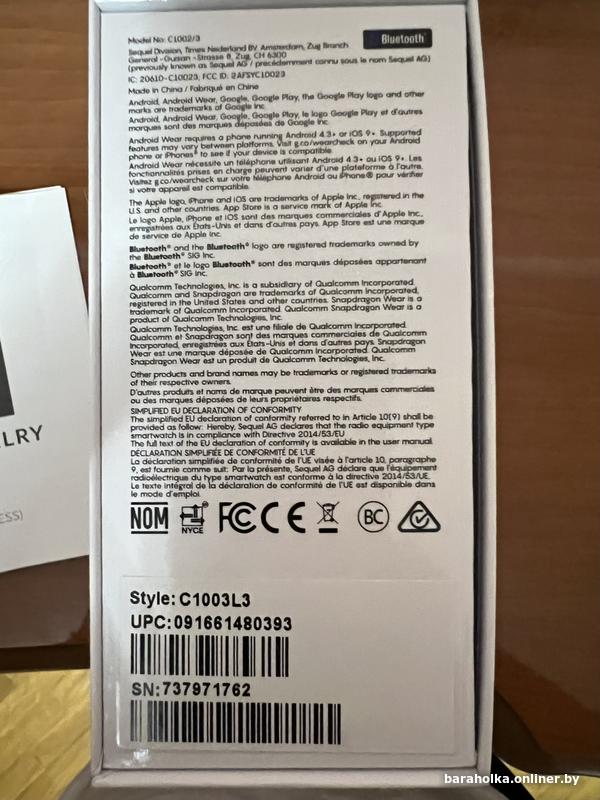 Model No: C1002/3
Bluetooth®
Sequel Division, Timex Nederland BV, Amsterdam, Zug Branch
General -Guisan -Strasse 8, Zug, CH 6300
(previously known as Sequel AG) / précédemment connu sous le nom Sequel AG)
IC: 20610-C10023, FCC ID: 2AFSYC10023
Made in China / Fabriqué en Chine
Android, Android Wear, Google, Google Play, the Google Play logo and other
marks are trademarks of Google Inc.
Android, Android Wear, Google, Google Play, le logo Google Play et d'autres
marques sont des marques déposées de Google Inc.
Android Wear requires a phone running Android 4.3+ or iOS 9+. Supported
features may vary between platforms. Visit g.co/wearcheck on your Android
phone or iPhones® to see if your device is compatible.
Android Wear nécessite un téléphone utilisant Android 4.3+ ou iOS 9+. Les
fonctionnalités prises en charge peuvent varier d'une plateforme à l'autre.
Visitez g.co/wearcheck sur votre téléphone Android ou iPhone® pour vérifier
si votre appareil est compatible.
The Apple logo, iPhone and iOS are trademarks of Apple Inc., registered in the
U.S. and other countries. App Store is a service mark of Apple Inc.
Le logo Apple, iPhone et iOS sont des marques commerciales d'Apple Inc.,
enregistrées aux États-Unis et dans d'autres pays. App Store est une marque
de service de Apple Inc.
Bluetooth® and the Bluetooth® logo are registered trademarks owned by
the Bluetooth® SIG Inc.
Bluetooth® et le logo Bluetooth® sont des marques déposées appartenant
à Bluetooth® SIG Inc.
Qualcomm Technologies, Inc. is a subsidiary of Qualcomm Incorporated.
Qualcomm and Snapdragon are trademarks of Qualcomm Incorporated,
registered in the United States and other countries. Snapdragon Wear is a
trademark of Qualcomm Incorporated. Qualcomm Snapdragon Wear is a
product of Qualcomm Technologies, Inc.
Qualcomm Technologies, Inc. est une filiale de Qualcomm Incorporated.
Qualcomm et Snapdragon sont des marques commerciales de Qualcomm
Incorporated, enregistrées aux États-Unis et dans d'autres pays. Snapdragon
Wear est une marque déposée de Qualcomm Incorporated. Qualcomm
Snapdragon Wear est un produit de Qualcomm Technologies, Inc.
Other products and brand names may be trademarks or registered trademarks
of their respective owners.
D'autres produits et noms de marque peuvent être des marques commerciales
ou déposées de leurs propriétaires respectifs.
SIMPLIFIED EU DECLARATION OF CONFORMITY
The simplified EU declaration of conformity referred to in Article 10(9) shall be
provided as follow: Hereby, Sequel AG declares that the radio equipment type
smartwatch is in compliance with Directive 2014/53/EU
The full text of the EU declaration of conformity is available in the user manual.
DÉCLARATION SIMPLIFIÉE DE CONFORMITÉ DE L'UE
La déclaration simplifiée de conformité de l'UE visée à l'article 10, paragraphe
9, est fournie comme suit: Par la présente, Sequel AG déclare que l'équipement
radioélectrique du type smartwatch est conforme à la directive 2014/53/UE.
Le texte intégral de la déclaration de conformité de l'UE est disponible dans
le mode d'emploi.
NOM NYCE FC CE BC
Style: C1003L3
UPC: 091661480393
SN: 737971762
LRY
ESS)
baraholka.onliner.by